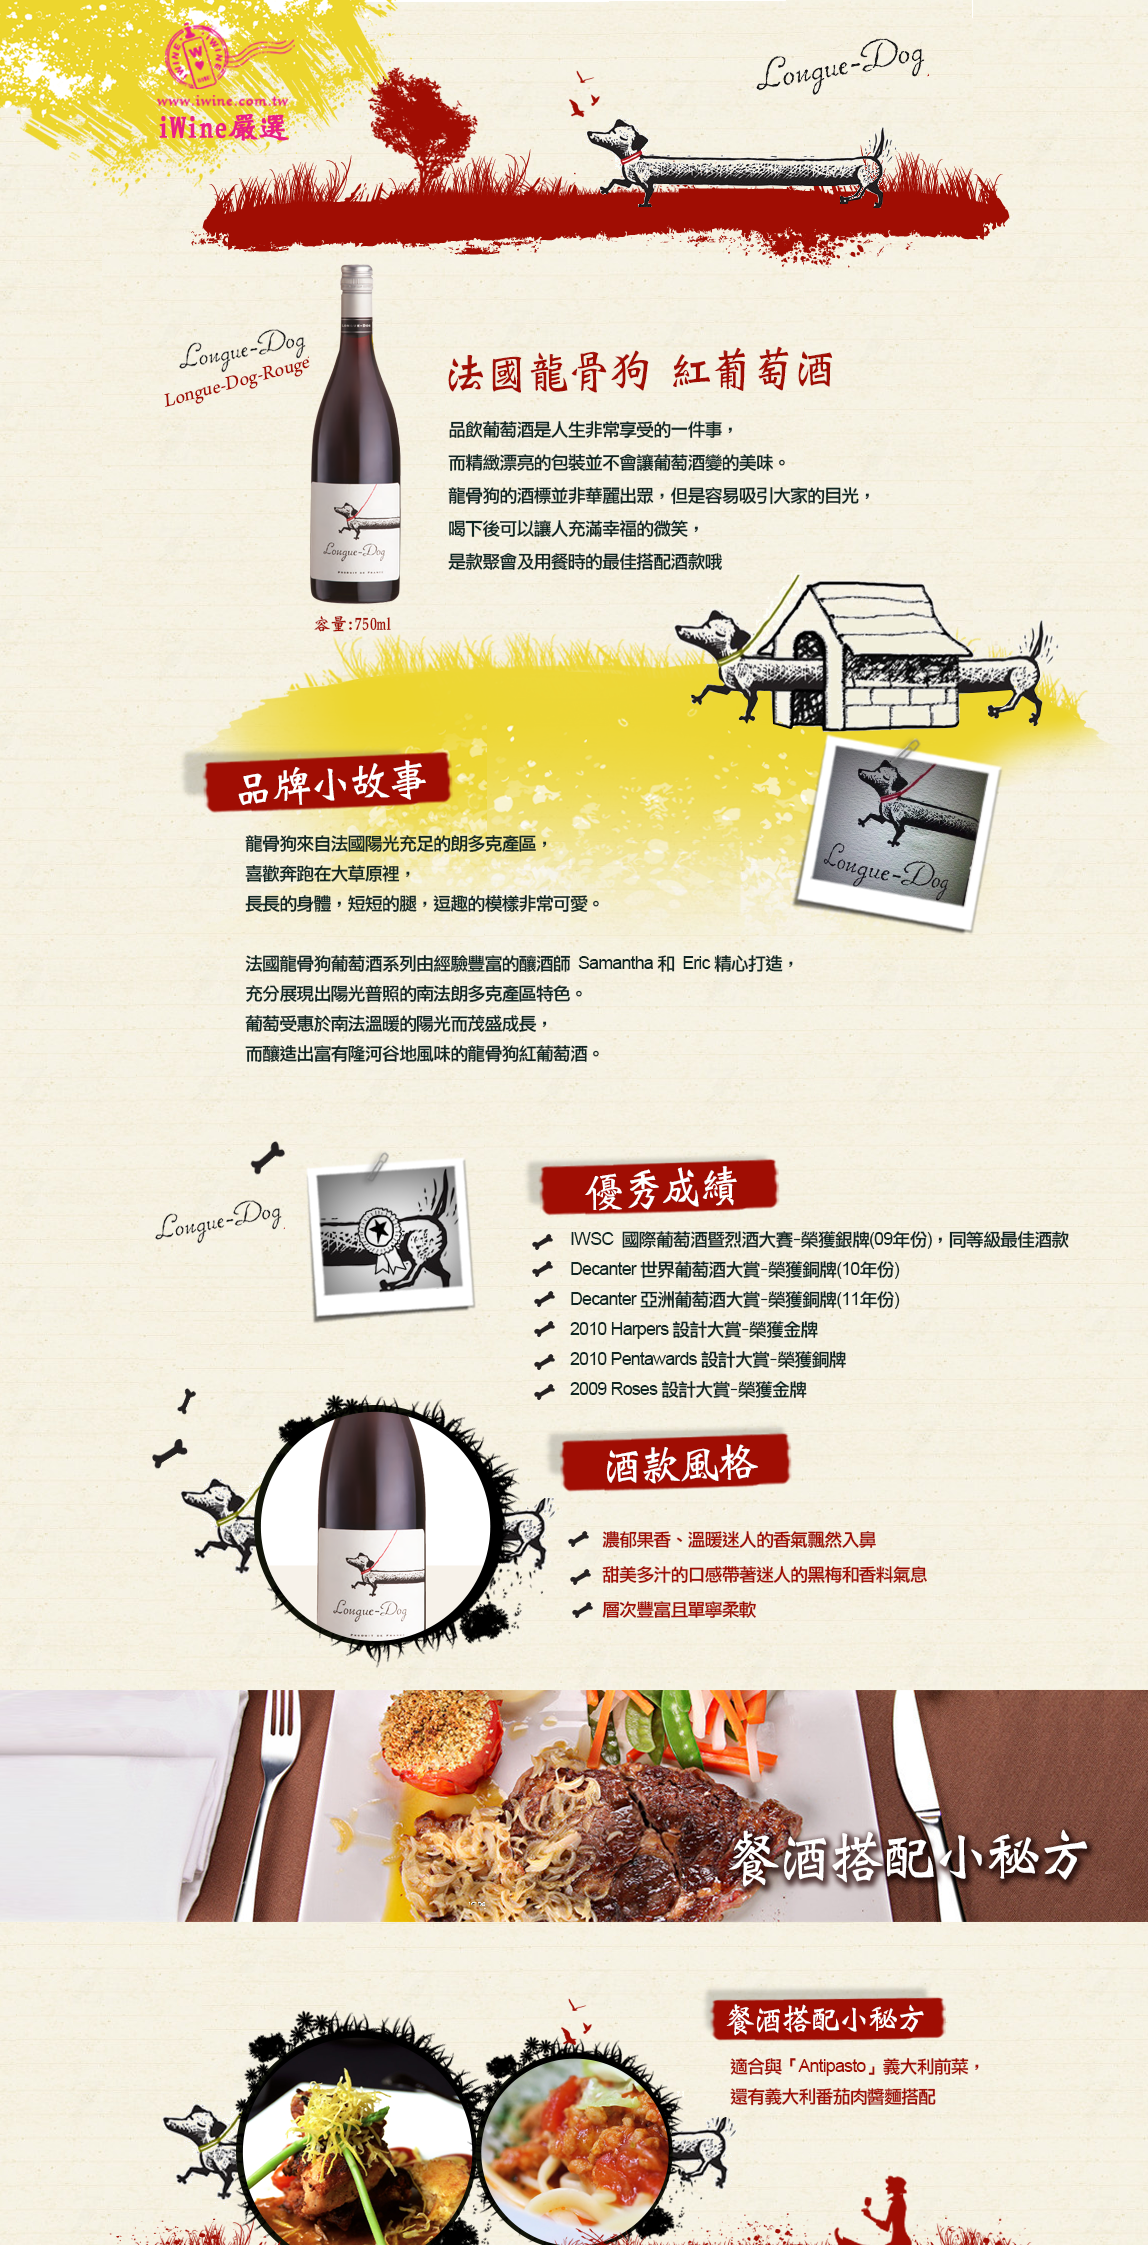 IWINE
IWINE
W
www.iwine.com.tw
iWine嚴選
Longue-Dog
Longue-Dog
Longue-Dog-Rouge
Longue-Dog
PRODUIT DE FRANCE
容量:750ml
法國龍骨狗 紅葡萄酒
品飲葡萄酒是人生非常享受的一件事，
而精緻漂亮的包裝並不會讓葡萄酒變的美味。
龍骨狗的酒標並非華麗出眾，但是容易吸引大家的目光，
喝下後可以讓人充滿幸福的微笑，
是款聚會及用餐時的最佳搭配酒款哦
品牌小故事
Longue-Dog
龍骨狗來自法國陽光充足的朗多克產區，
喜歡奔跑在大草原裡，
長長的身體，短短的腿，逗趣的模樣非常可愛。
法國龍骨狗葡萄酒系列由經驗豐富的釀酒師 Samantha 和 Eric 精心打造，
充分展現出陽光普照的南法朗多克產區特色。
葡萄受惠於南法溫暖的陽光而茂盛成長，
而釀造出富有隆河谷地風味的龍骨狗紅葡萄酒。
Longue-Dog
優秀成績
IWSC 國際葡萄酒暨烈酒大賽-榮獲銀牌(09年份)，同等級最佳酒款
Decanter 世界葡萄酒大賞-榮獲銅牌(10年份)
Decanter 亞洲葡萄酒大賞-榮獲銅牌(11年份)
2010 Harpers 設計大賞-榮獲金牌
2010 Pentawards 設計大賞-榮獲銅牌
2009 Roses 設計大賞-榮獲金牌
酒款風格
Longue-Dog
PRODUIT DE FRANCE
濃郁果香、溫暖迷人的香氣飄然入鼻
甜美多汁的口感帶著迷人的黑梅和香料氣息
層次豐富且單寧柔軟
餐酒搭配小秘方
餐酒搭配小秘方
適合與「Antipasto」義大利前菜，
還有義大利番茄肉醬麵搭配